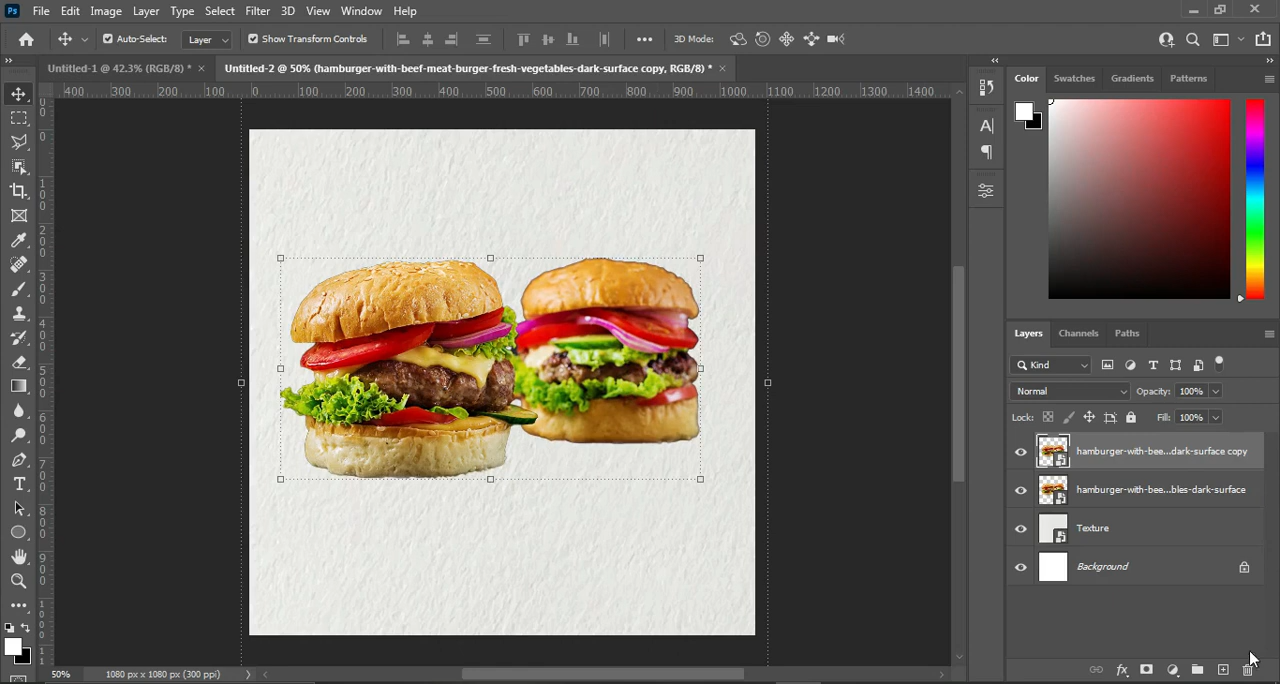 Ps File Edit Image Layer Type Select Filter 3D View Window Help
Auto-Select: Layer Show Transform Controls 3D Mode:
Untitled-1 @ 42.3% (RGB/8) * × Untitled-2 @ 50% (hamburger-with-beef-meat-burger-fresh-vegetables-dark-surface copy, RGB/8) * ×
400 300 200 100 0 100 200 300 400 500 600 700 800 900 1000 1100 1200 1300 1400
Color Swatches Gradients Patterns
Layers Channels Paths
Kind
Normal Opacity: 100%
Lock: Fill: 100%
hamburger-with-bee...dark-surface copy
hamburger-with-bee...bles-dark-surface
Texture
Background
50% 1080 px x 1080 px (300 ppi)